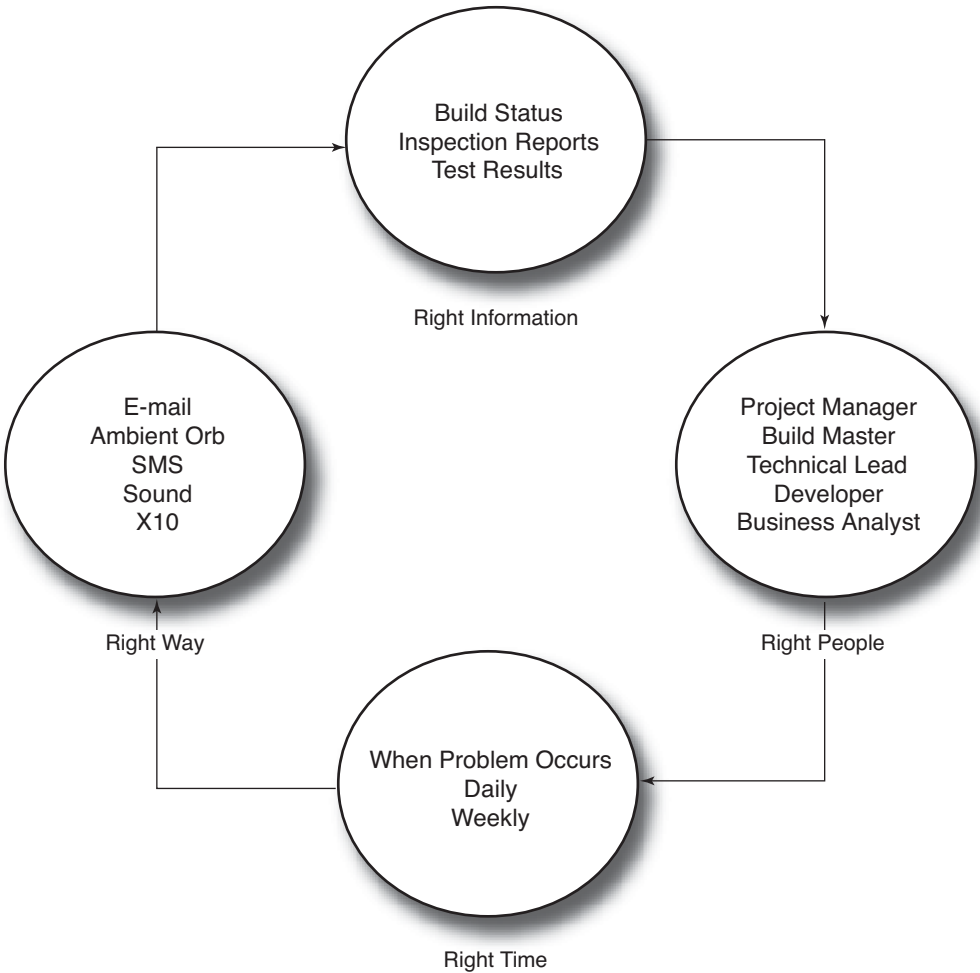 Build Status
Inspection Reports
Test Results
Right Information
E-mail
Ambient Orb
SMS
Sound
X10
Right Way
Project Manager
Build Master
Technical Lead
Developer
Business Analyst
Right People
When Problem Occurs
Daily
Weekly
Right Time